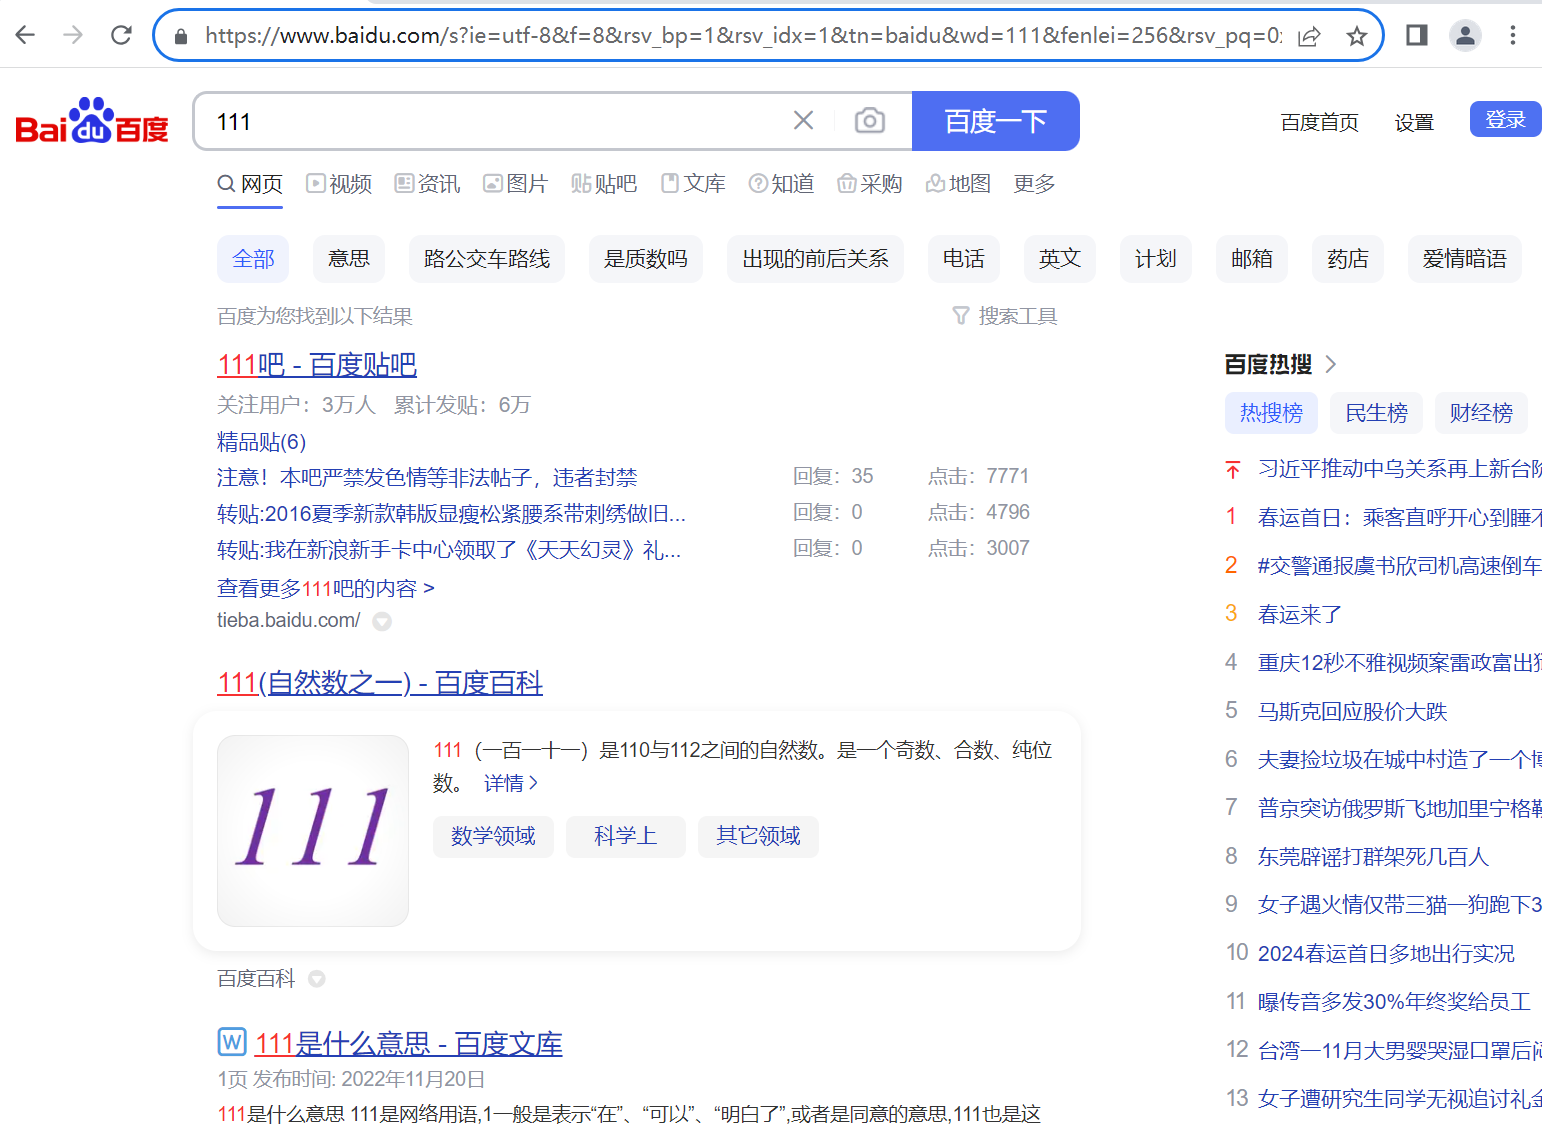 https://www.baidu.com/s?ie=utf-8&f=8&rsv_bp=1&rsv_idx=1&tn=baidu&wd=111&fenlei=256&rsv_pq=0
Bai du 百度
111
百度一下
百度首页 设置 登录
网页 视频 资讯 图片 贴吧 文库 知道 采购 地图 更多
全部 意思 路公交车路线 是质数吗 出现的前后关系 电话 英文 计划 邮箱 药店 爱情暗语
百度为您找到以下结果 搜索工具
111吧 - 百度贴吧
关注用户：3万人 累计发贴：6万
精品贴(6)
注意！本吧严禁发色情等非法帖子，违者封禁 回复：35 点击：7771
转贴:2016夏季新款韩版显瘦松紧腰系带刺绣做旧... 回复：0 点击：4796
转贴:我在新浪新手卡中心领取了《天天幻灵》礼... 回复：0 点击：3007
查看更多111吧的内容 >
tieba.baidu.com/
111(自然数之一) - 百度百科
111
111（一百一十一）是110与112之间的自然数。是一个奇数、合数、纯位
数。 详情
数学领域 科学上 其它领域
百度百科
W 111是什么意思 - 百度文库
1页 发布时间: 2022年11月20日
111是什么意思 111是网络用语,1一般是表示“在”、“可以”、“明白了”,或者是同意的意思,111也是这
百度热搜
热搜榜 民生榜 财经榜
习近平推动中乌关系再上新台阶
1 春运首日：乘客直呼开心到睡不
2 #交警通报虞书欣司机高速倒车
3 春运来了
4 重庆12秒不雅视频案雷政富出狱
5 马斯克回应股价大跌
6 夫妻捡垃圾在城中村造了一个博
7 普京突访俄罗斯飞地加里宁格勒
8 东莞辟谣打群架死几百人
9 女子遇火情仅带三猫一狗跑下3
10 2024春运首日多地出行实况
11 曝传音多发30%年终奖给员工
12 台湾一11月大男婴哭湿口罩后闷
13 女子遭研究生同学无视追讨礼金